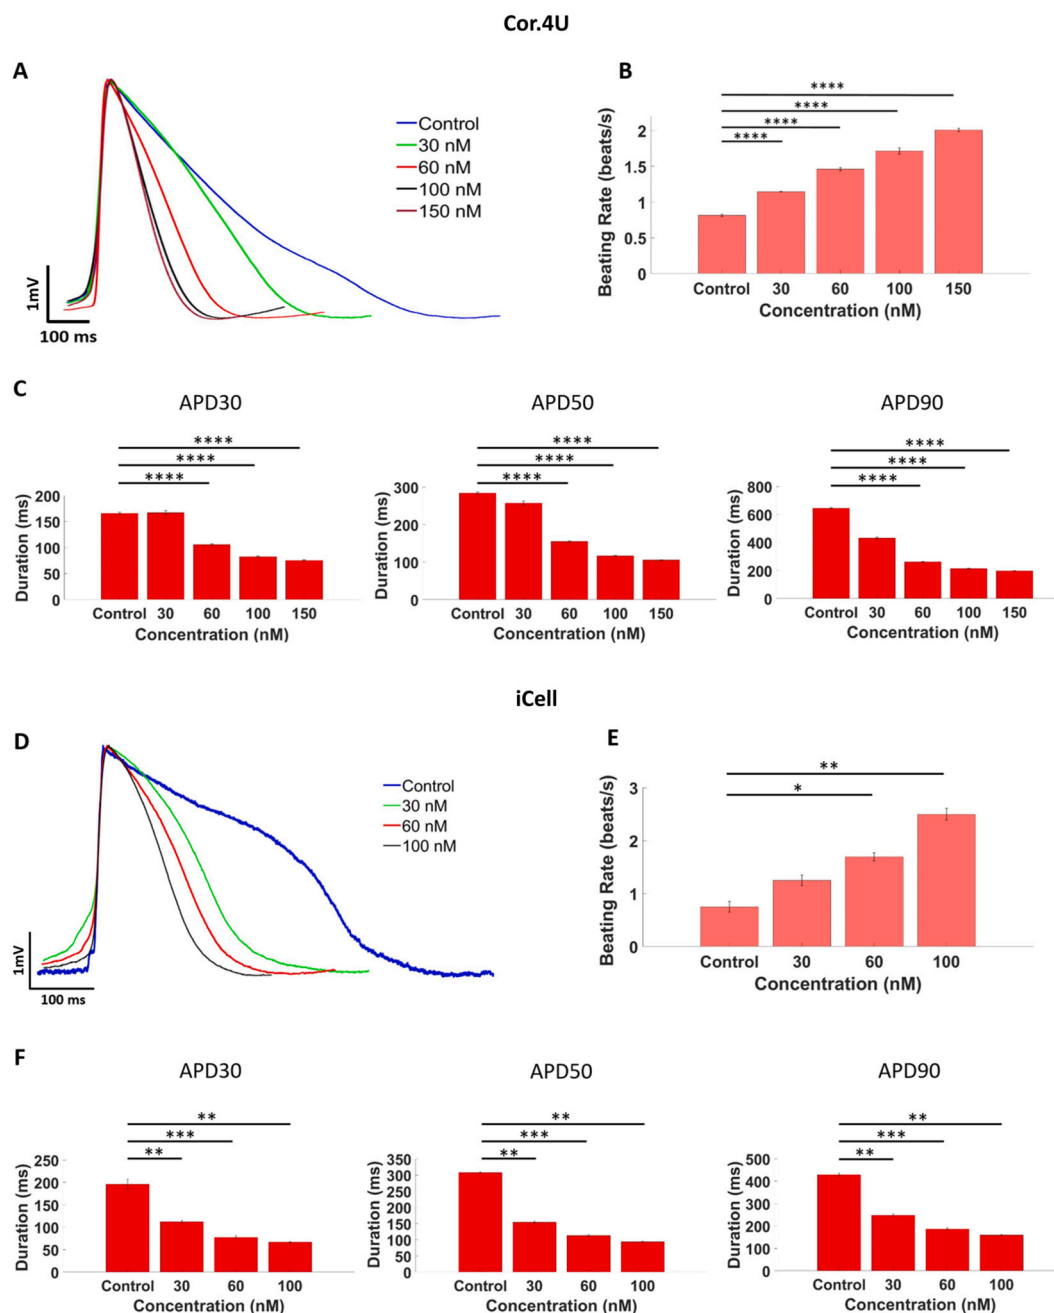 Cor.4U
A
Control
30 nM
60 nM
100 nM
150 nM
1mV
100 ms
B
****
****
****
****
Beating Rate (beats/s)
2
1.5
1
0.5
0
Control 30 60 100 150
Concentration (nM)
C
APD30
****
****
****
Duration (ms)
200
150
100
50
0
Control 30 60 100 150
Concentration (nM)
APD50
****
****
****
Duration (ms)
300
200
100
0
Control 30 60 100 150
Concentration (nM)
APD90
****
****
****
Duration (ms)
800
600
400
200
0
Control 30 60 100 150
Concentration (nM)
iCell
D
Control
30 nM
60 nM
100 nM
1mV
100 ms
E
**
*
Beating Rate (beats/s)
3
2
1
0
Control 30 60 100
Concentration (nM)
F
APD30
**
***
**
Duration (ms)
250
200
150
100
50
0
Control 30 60 100
Concentration (nM)
APD50
**
***
**
Duration (ms)
350
300
250
200
150
100
50
0
Control 30 60 100
Concentration (nM)
APD90
**
***
**
Duration (ms)
500
400
300
200
100
0
Control 30 60 100
Concentration (nM)